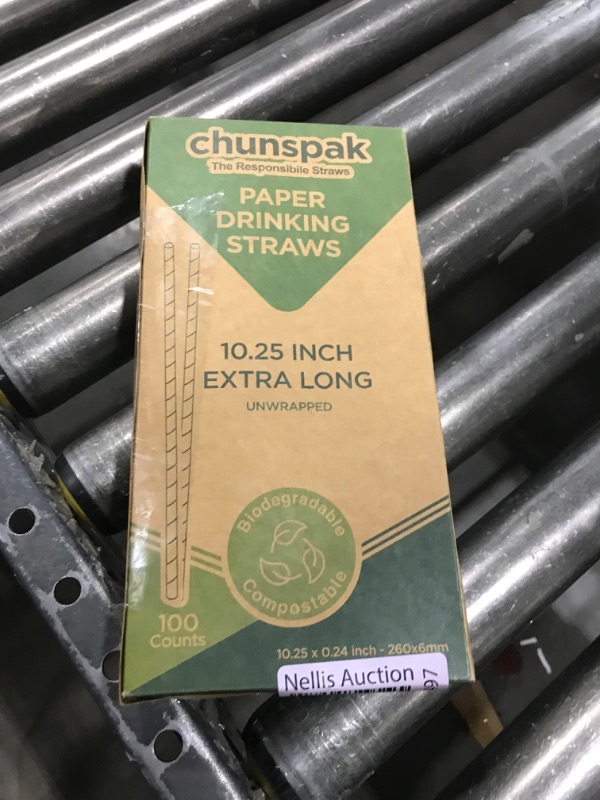 chunspak
The Responsibile Straws
PAPER
DRINKING
STRAWS
10.25 INCH
EXTRA LONG
UNWRAPPED
Biodegradable
Compostable
100
Counts
10.25 x 0.24 inch - 260x6mm
Nellis Auction
97